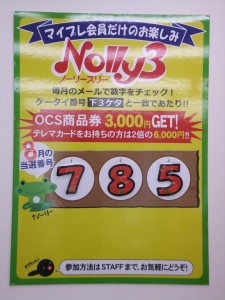 マイスレ会員だけのお楽しみ
Nolly3
ノーリースリー
毎月のメールで数字をチェック！
ケータイ番号下3ケタと一致であたり!!
OCS商品券3,000円GET!
テレマカードをお持ちの方は2倍の6,000円!!
月の
当選番号
785
参加方法はSTAFFまで、お気軽にどうぞ!